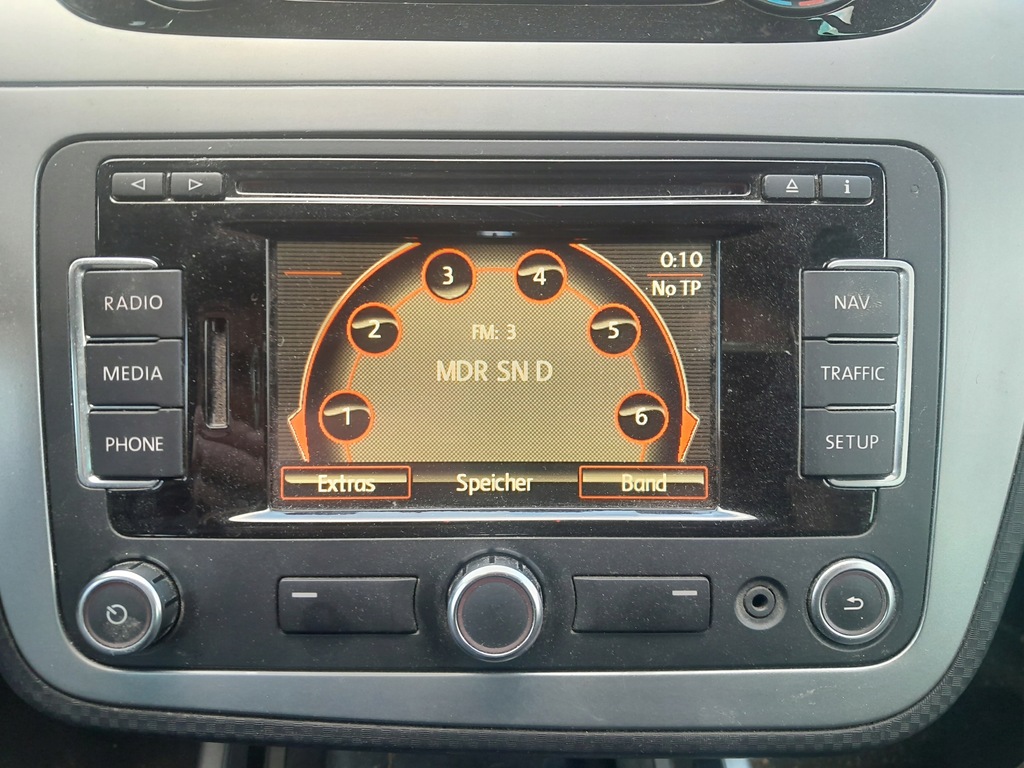 i
RADIO
MEDIA
PHONE
0:10
No TP
3
4
2
5
FM: 3
MDR SN D
1
6
Extras
Speicher
Band
NAV
TRAFFIC
SETUP